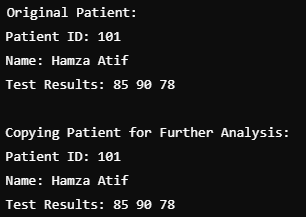 Original Patient:
Patient ID: 101
Name: Hamza Atif
Test Results: 85 90 78
Copying Patient for Further Analysis:
Patient ID: 101
Name: Hamza Atif
Test Results: 85 90 78